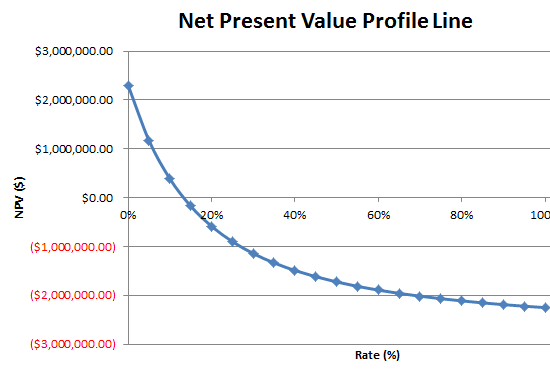 Net Present Value Profile Line
$3,000,000.00
$2,000,000.00
$1,000,000.00
$0.00
0% 20% 40% 60% 80% 100
($1,000,000.00)
($2,000,000.00)
($3,000,000.00)
NPV ($)
Rate (%)